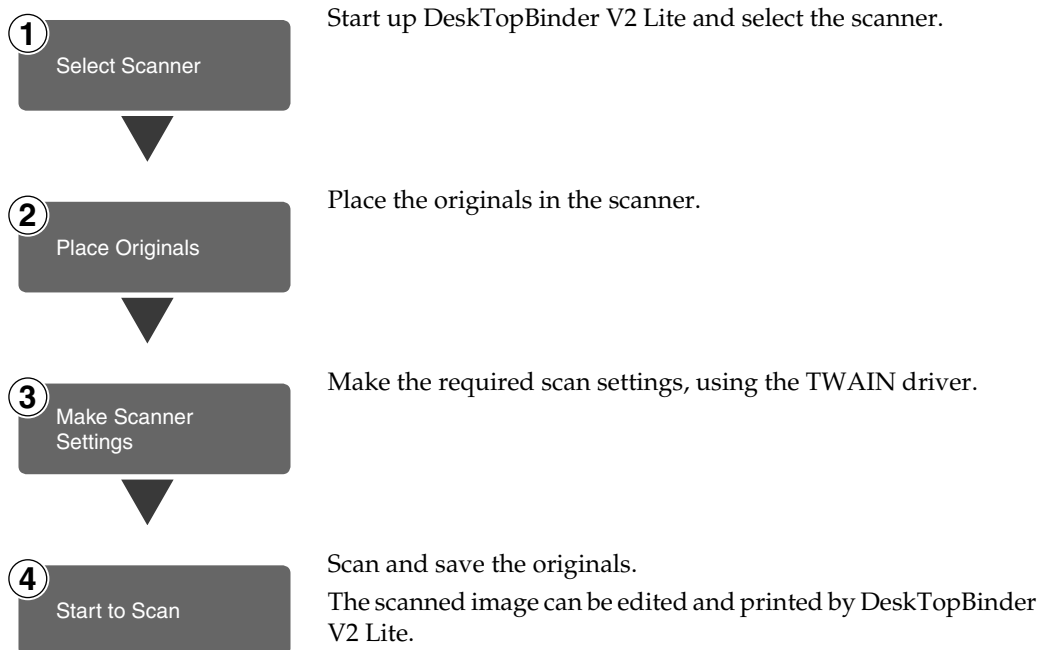 1
Select Scanner
Start up DeskTopBinder V2 Lite and select the scanner.
2
Place Originals
Place the originals in the scanner.
3
Make Scanner
Settings
Make the required scan settings, using the TWAIN driver.
4
Start to Scan
Scan and save the originals.
The scanned image can be edited and printed by DeskTopBinder
V2 Lite.